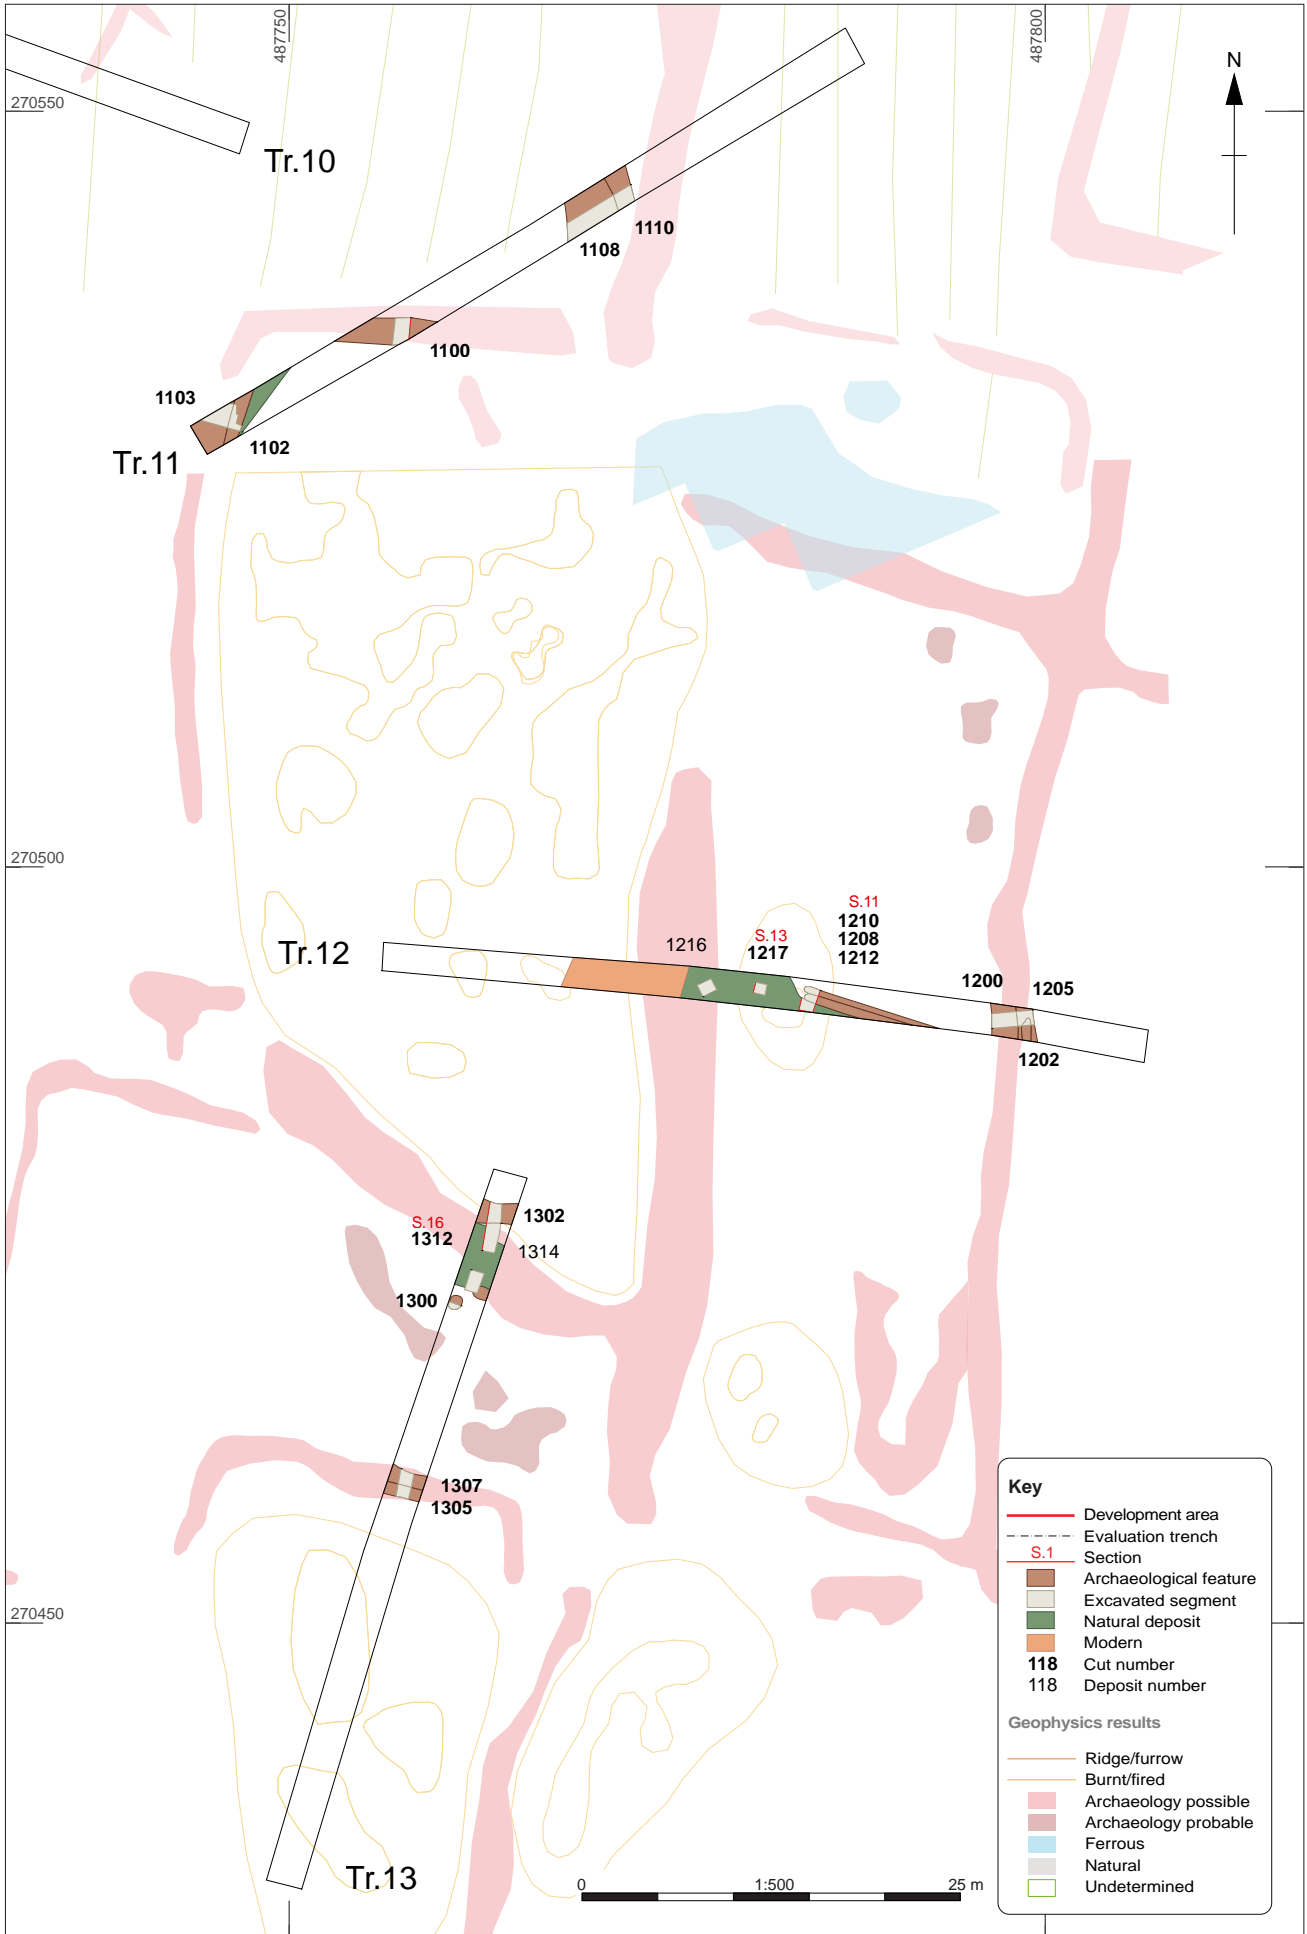 487750
487800
N
270550
Tr.10
1110
1108
1100
1103
1102
Tr.11
270500
S.11
1210
1208
1212
S.13
1217
1216
Tr.12
1200
1205
1202
S.16
1312
1302
1314
1300
1307
1305
270450
Tr.13
0 1:500 25 m
Key
Development area
Evaluation trench
S.1 Section
Archaeological feature
Excavated segment
Natural deposit
Modern
118 Cut number
118 Deposit number
Geophysics results
Ridge/furrow
Burnt/fired
Archaeology possible
Archaeology probable
Ferrous
Natural
Undetermined